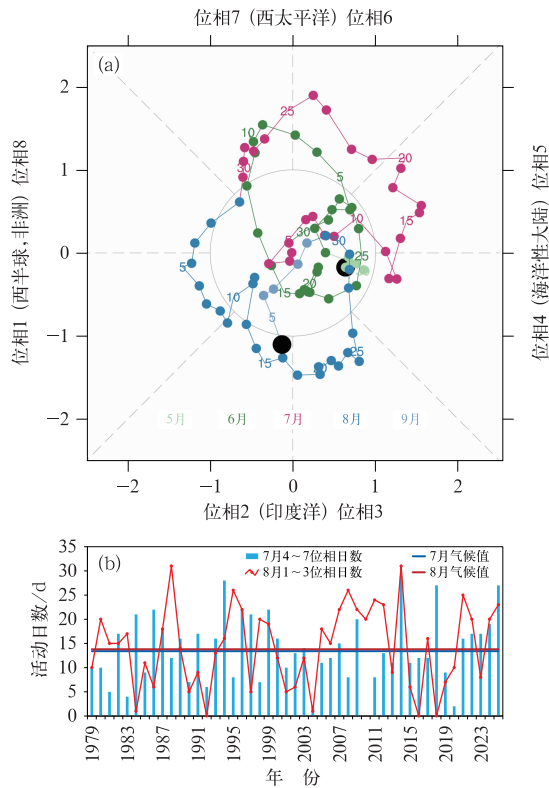 位相7 (西太平洋) 位相6
(a)
2
1
0
−1
−2
位相1 (西半球, 非洲) 位相8
位相4 (海洋性大陆) 位相5
25
10
20
5
30
15
10
5
30
25
5
20
15
10
5
15
30
25
5月
6月
7月
8月
9月
−2
−1
0
1
2
位相2 (印度洋) 位相3
(b)
7月4~7位相日数
7月气候值
8月1~3位相日数
8月气候值
35
30
25
20
15
10
5
0
活动日数/d
1979
1983
1987
1991
1995
1999
2003
2007
2011
2015
2019
2023
年 份